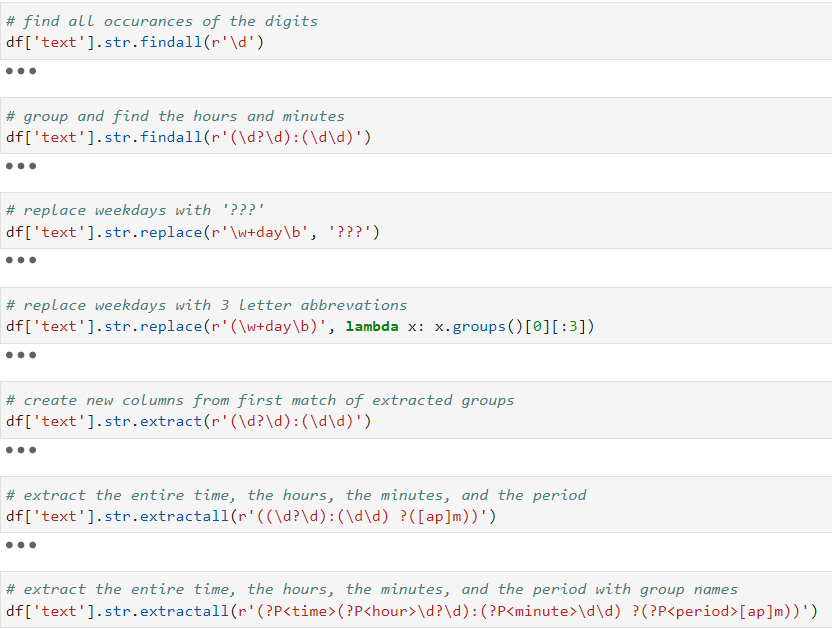 # find all occurances of the digits
df['text'].str.findall(r'\d')
# group and find the hours and minutes
df['text'].str.findall(r'(\d?\d):(\d\d)')
# replace weekdays with '???'
df['text'].str.replace(r'\w+day\b', '???')
# replace weekdays with 3 letter abbrevations
df['text'].str.replace(r'(\w+day\b)', lambda x: x.groups()[0][:3])
# create new columns from first match of extracted groups
df['text'].str.extract(r'(\d?\d):(\d\d)')
# extract the entire time, the hours, the minutes, and the period
df['text'].str.extractall(r'((\d?\d):(\d\d) ?([ap]m))')
# extract the entire time, the hours, the minutes, and the period with group names
df['text'].str.extractall(r'(?P<time>(?P<hour>\d?\d):(?P<minute>\d\d) ?(?P<period>[ap]m))')